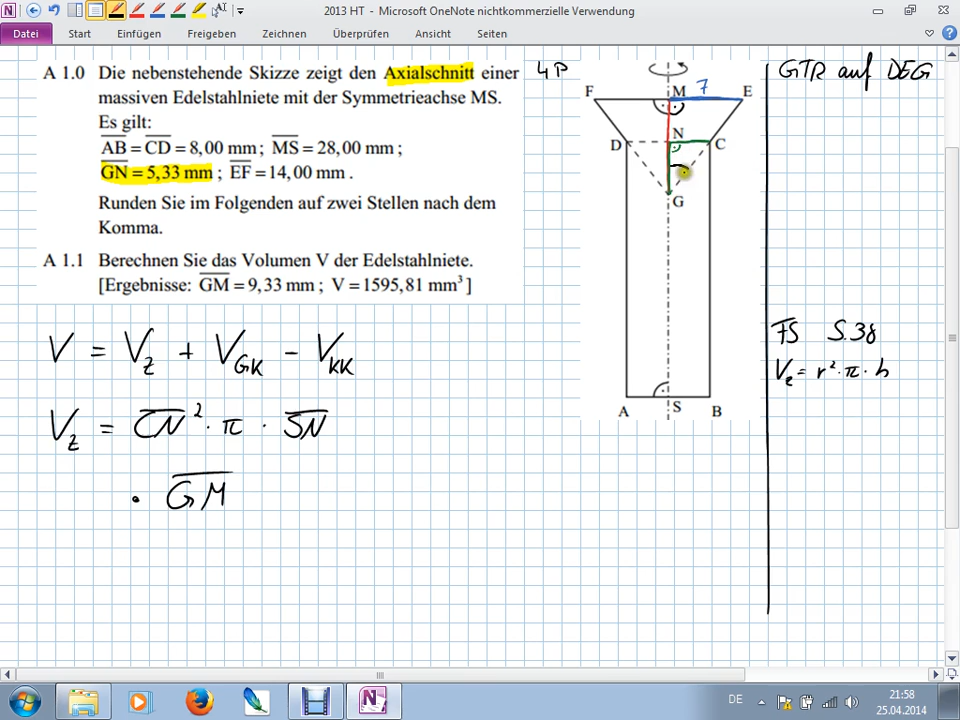 2013 HT - Microsoft OneNote nichtkommerzielle Verwendung
Datei Start Einfügen Freigeben Zeichnen Überprüfen Ansicht Seiten
A 1.0 Die nebenstehende Skizze zeigt den Axialschnitt einer
massiven Edelstahlniete mit der Symmetrieachse MS.
Es gilt:
AB = CD = 8,00 mm ; MS = 28,00 mm ;
GN = 5,33 mm ; EF = 14,00 mm .
Runden Sie im Folgenden auf zwei Stellen nach dem
Komma.
A 1.1 Berechnen Sie das Volumen V der Edelstahlniete.
[Ergebnisse: GM = 9,33 mm ; V = 1595,81 mm³ ]
4P
F M 7 E
D N C
G
A S B
GTR auf DEG
FS S.38
Vz = r² · π · h
V = VZ + VGK - VKK
VZ = CN² · π · SN
· GM
DE 21:58
25.04.2014